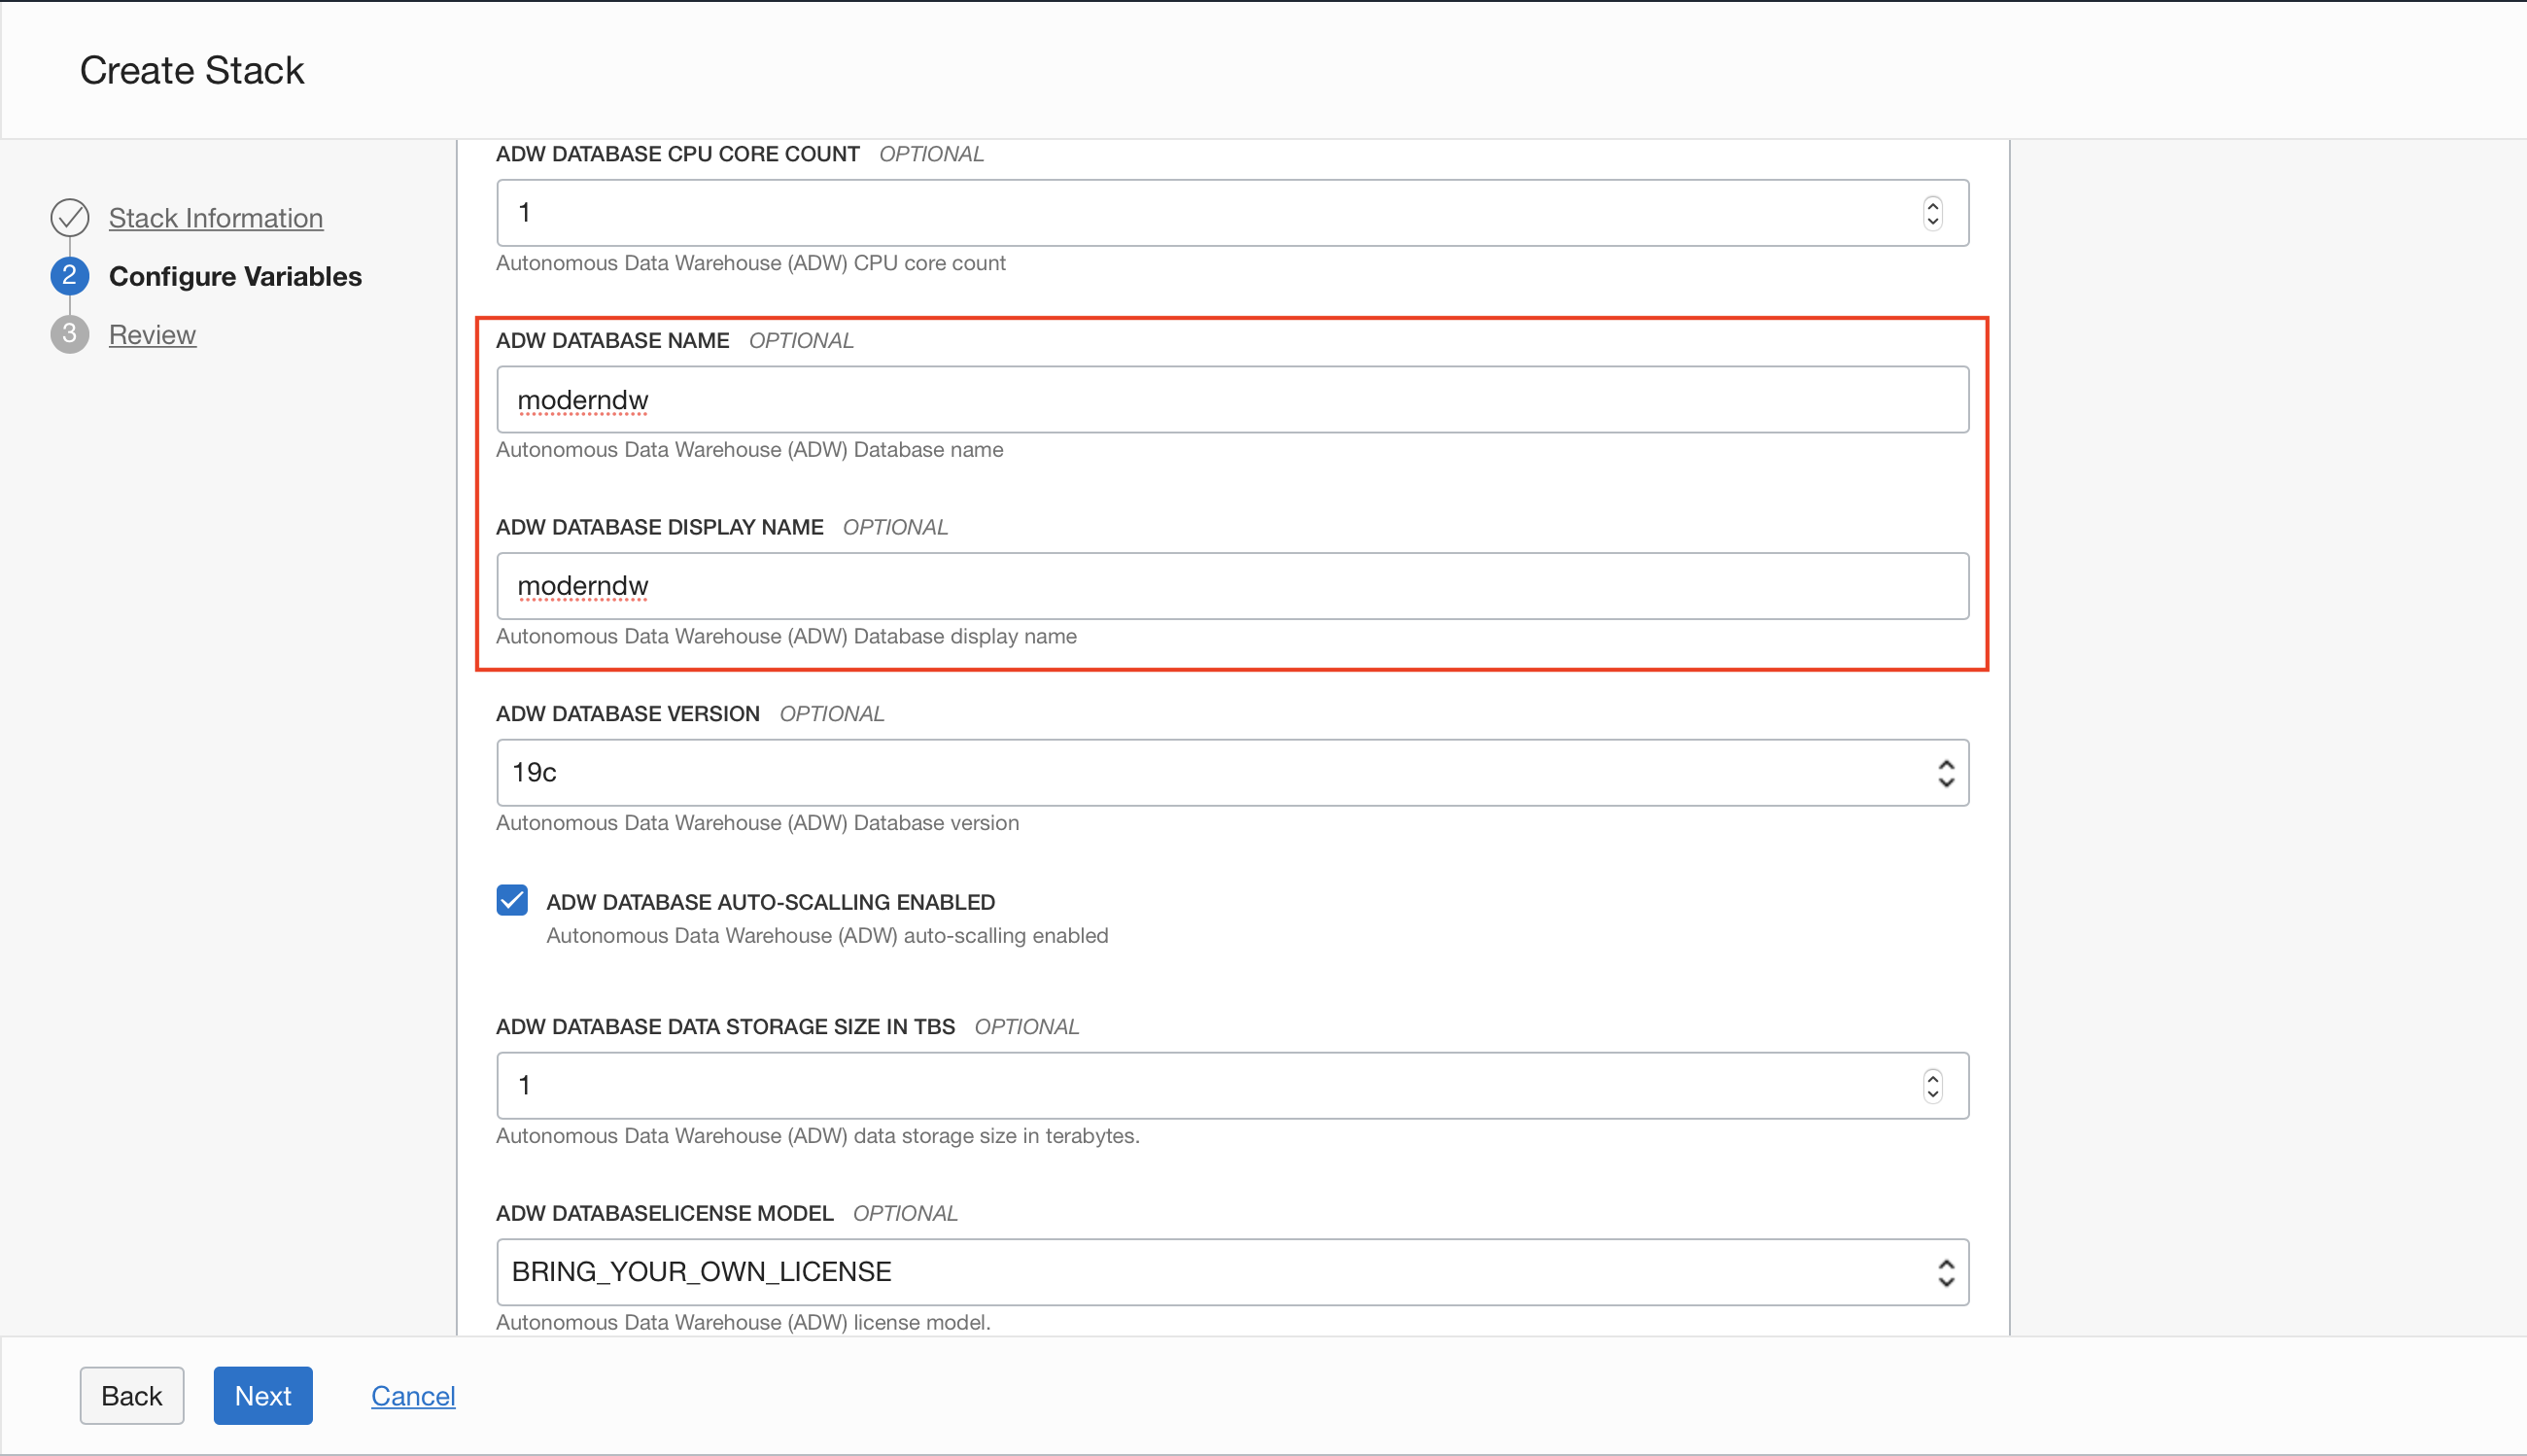 Create Stack
Stack Information
2 Configure Variables
3 Review
ADW DATABASE CPU CORE COUNT OPTIONAL
1
Autonomous Data Warehouse (ADW) CPU core count
ADW DATABASE NAME OPTIONAL
moderndw
Autonomous Data Warehouse (ADW) Database name
ADW DATABASE DISPLAY NAME OPTIONAL
moderndw
Autonomous Data Warehouse (ADW) Database display name
ADW DATABASE VERSION OPTIONAL
19c
Autonomous Data Warehouse (ADW) Database version
ADW DATABASE AUTO-SCALLING ENABLED
Autonomous Data Warehouse (ADW) auto-scalling enabled
ADW DATABASE DATA STORAGE SIZE IN TBS OPTIONAL
1
Autonomous Data Warehouse (ADW) data storage size in terabytes.
ADW DATABASELICENSE MODEL OPTIONAL
BRING_YOUR_OWN_LICENSE
Autonomous Data Warehouse (ADW) license model.
Back Next Cancel